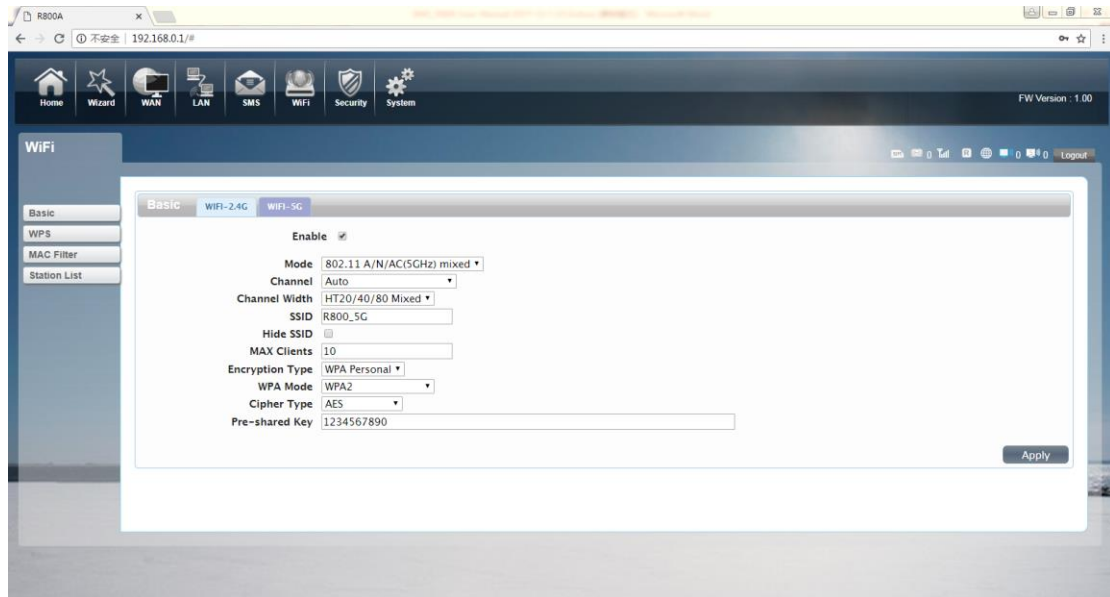 R800A
不安全 | 192.168.0.1/#
Home Wizard WAN LAN SMS WiFi Security System
FW Version : 1.00
WiFi
0 0 0 Logout
Basic WIFI-2.4G WIFI-5G
Basic
WPS
MAC Filter
Station List
Enable
Mode 802.11 A/N/AC(5GHz) mixed
Channel Auto
Channel Width HT20/40/80 Mixed
SSID R800_5G
Hide SSID
MAX Clients 10
Encryption Type WPA Personal
WPA Mode WPA2
Cipher Type AES
Pre-shared Key 1234567890
Apply